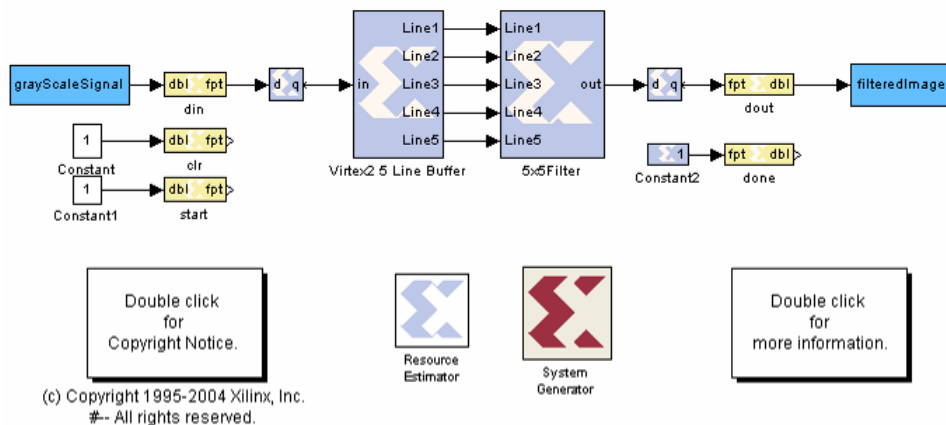 grayScaleSignal
dbl fpt
din
d q
in
Line1
Line2
Line3
Line4
Line5
Virtex2 5 Line Buffer
Line1
Line2
Line3
Line4
Line5
out
5x5Filter
d q
fpt dbl
dout
filteredImage
1
Constant
dbl fpt
clr
1
Constant1
dbl fpt
start
1
Constant2
fpt dbl
done
Double click
for
Copyright Notice.
(c) Copyright 1995-2004 Xilinx, Inc.
#-- All rights reserved.
Resource
Estimator
System
Generator
Double click
for
more information.